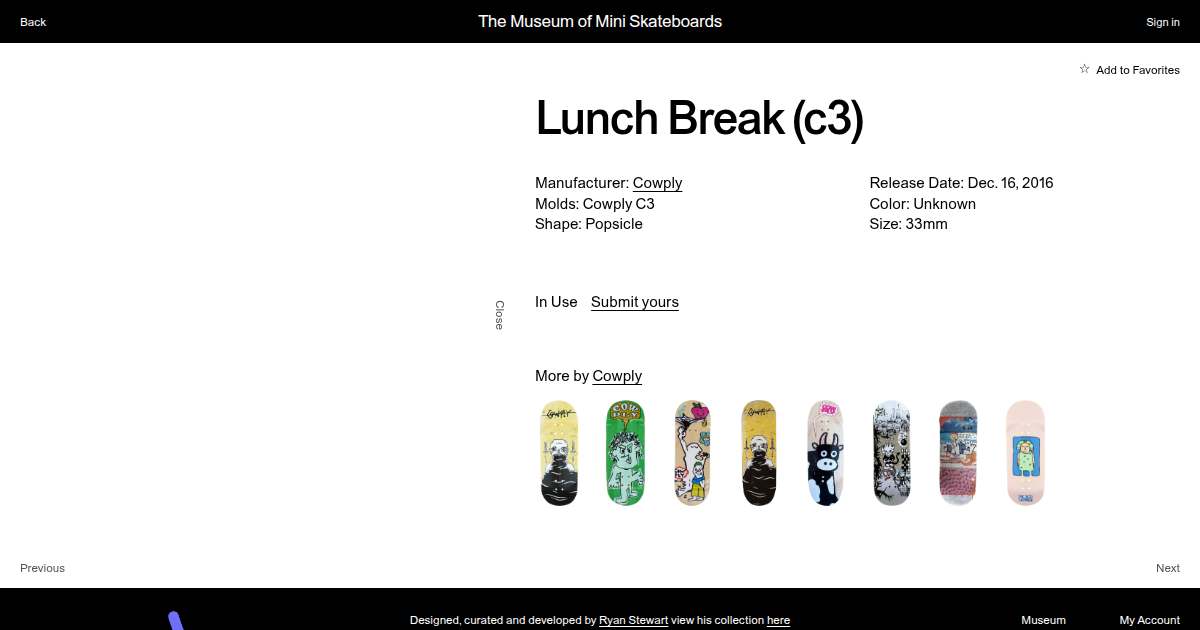 Back
The Museum of Mini Skateboards
Sign in
☆ Add to Favorites
Lunch Break (c3)
Manufacturer: Cowply
Molds: Cowply C3
Shape: Popsicle
Release Date: Dec. 16, 2016
Color: Unknown
Size: 33mm
Close
In Use Submit yours
More by Cowply
COW
PLY
Previous
Next
Designed, curated and developed by Ryan Stewart view his collection here
Museum
My Account